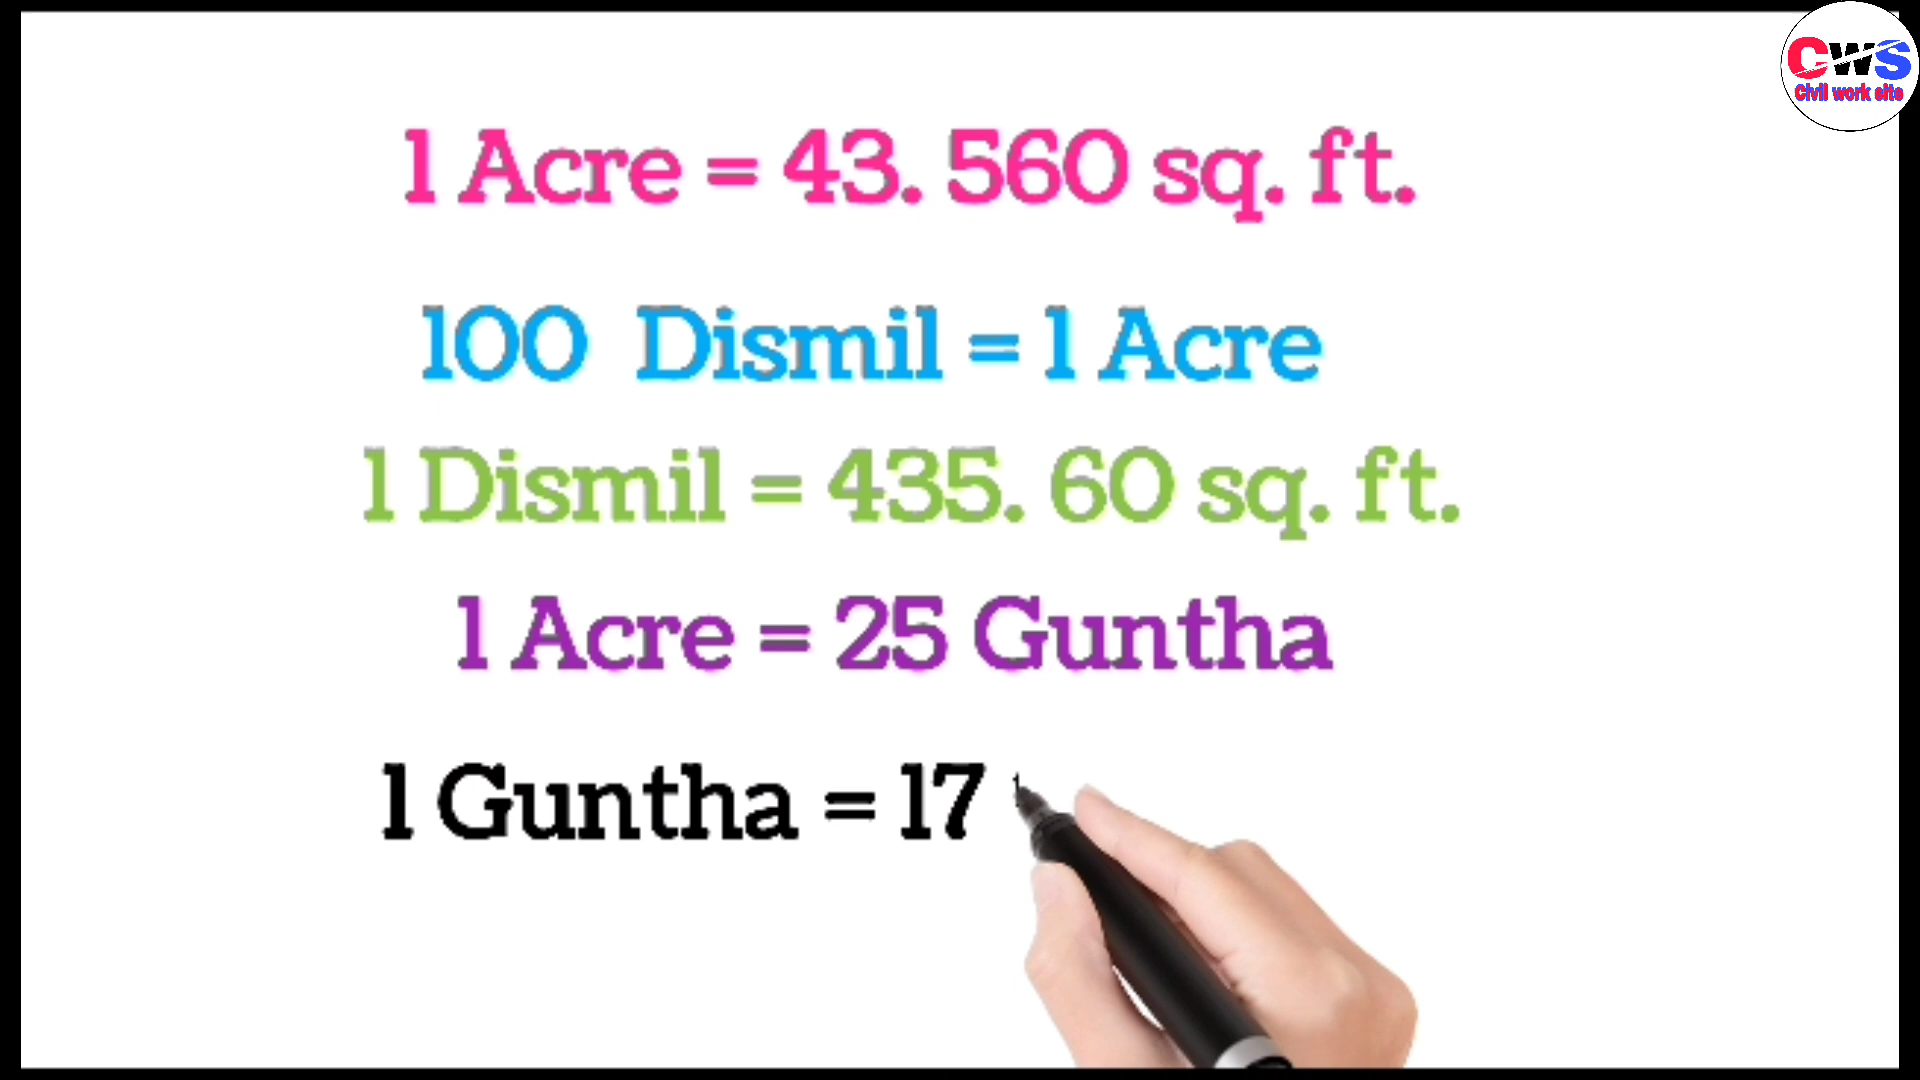 CWS
Civil work site
1 Acre = 43. 560 sq. ft.
100 Dismil = 1 Acre
1 Dismil = 435. 60 sq. ft.
1 Acre = 25 Guntha
1 Guntha = 17